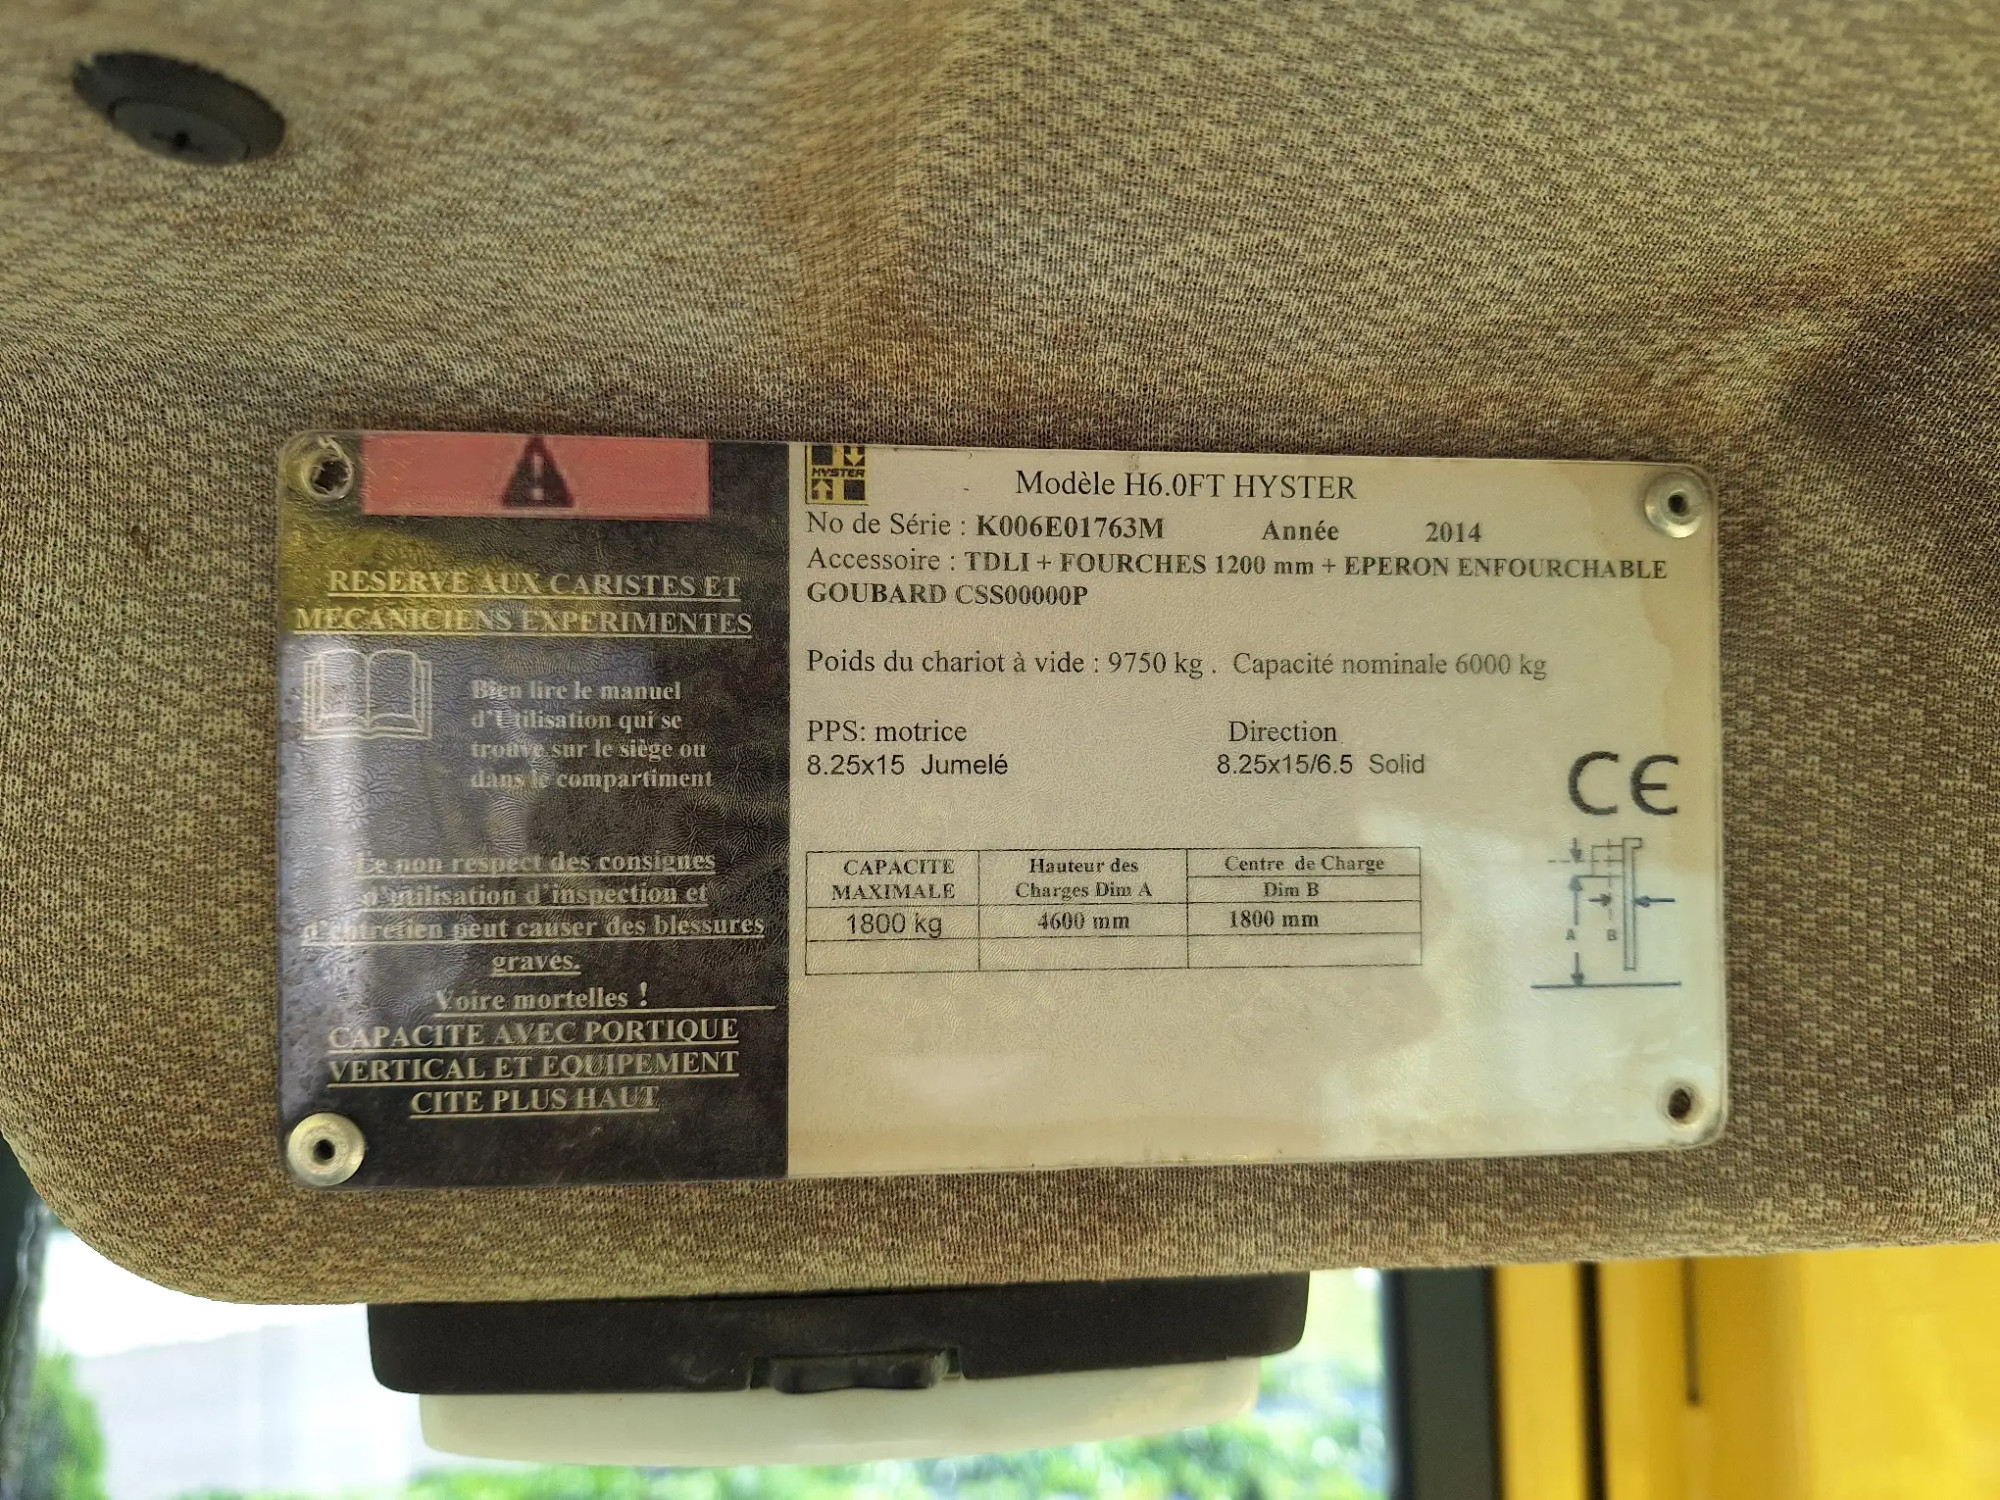 RESERVE AUX CARISTES ET
MECANICIENS EXPERIMENTES
Bien lire le manuel
d'Utilisation qui se
trouve sur le siège ou
dans le compartiment
Le non respect des consignes
d'utilisation d'inspection et
d'entretien peut causer des blessures
graves.
Voire mortelles !
CAPACITE AVEC PORTIQUE
VERTICAL ET EQUIPEMENT
CITE PLUS HAUT
HYSTER
Modèle H6.0FT HYSTER
No de Série : K006E01763M Année 2014
Accessoire : TDLI + FOURCHES 1200 mm + EPERON ENFOURCHABLE
GOUBARD CSS00000P
Poids du chariot à vide : 9750 kg . Capacité nominale 6000 kg
PPS: motrice Direction
8.25x15 Jumelé 8.25x15/6.5 Solid
CE
CAPACITE Hauteur des Centre de Charge
MAXIMALE Charges Dim A Dim B
1800 kg 4600 mm 1800 mm
A B